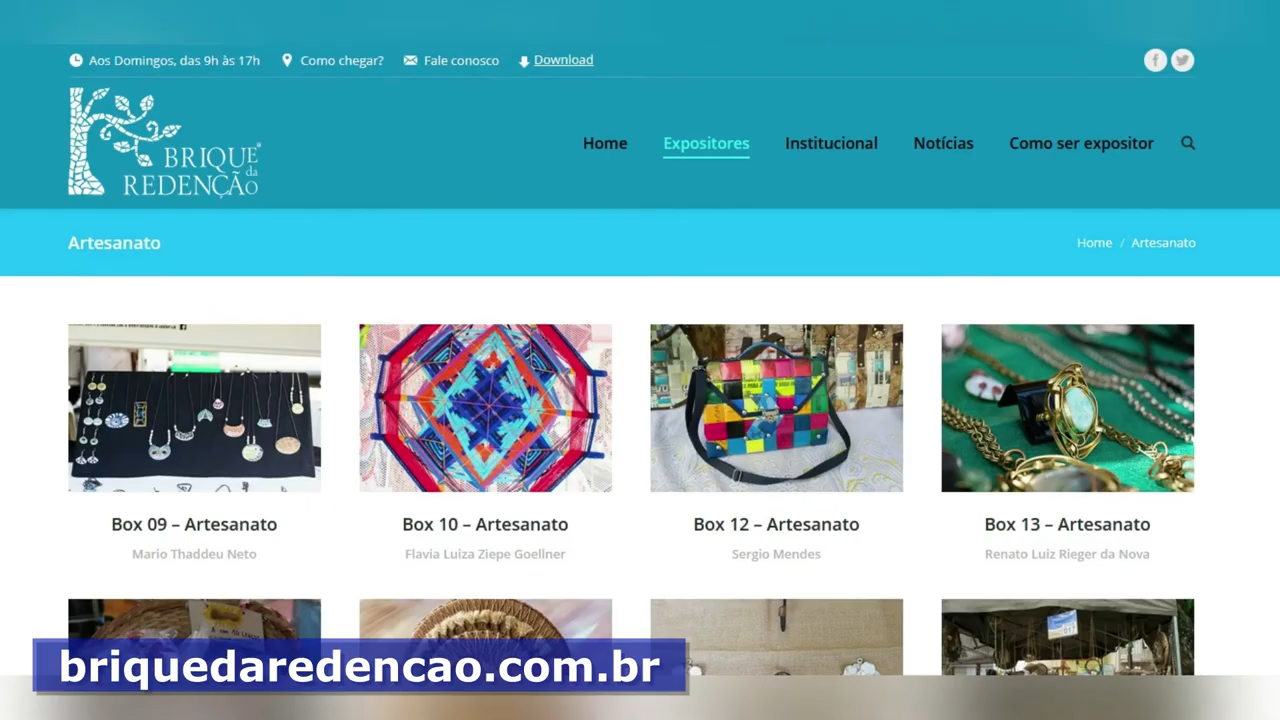 Aos Domingos, das 9h às 17h Como chegar? Fale conosco Download
BRIQUE
da
REDENÇÃO
Home Expositores Institucional Notícias Como ser expositor
Artesanato
Home / Artesanato
Box 09 – Artesanato
Mario Thaddeu Neto
Box 10 – Artesanato
Flavia Luiza Ziepe Goellner
Box 12 – Artesanato
Sergio Mendes
Box 13 – Artesanato
Renato Luiz Rieger da Nova
briquedaredencao.com.br